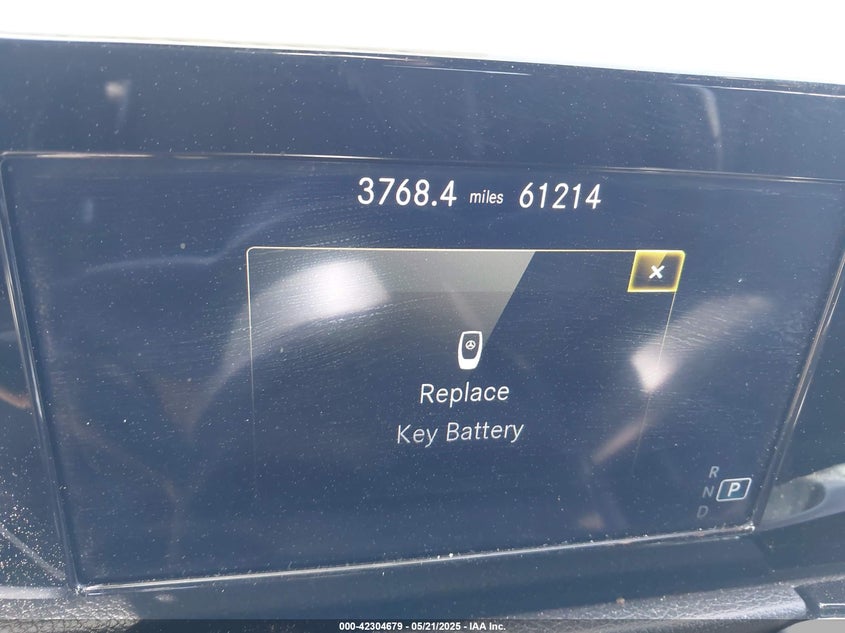 3768.4 miles 61214
x
Replace
Key Battery
R
N P
D
000-42304679 - 05/21/2025 - IAA Inc.